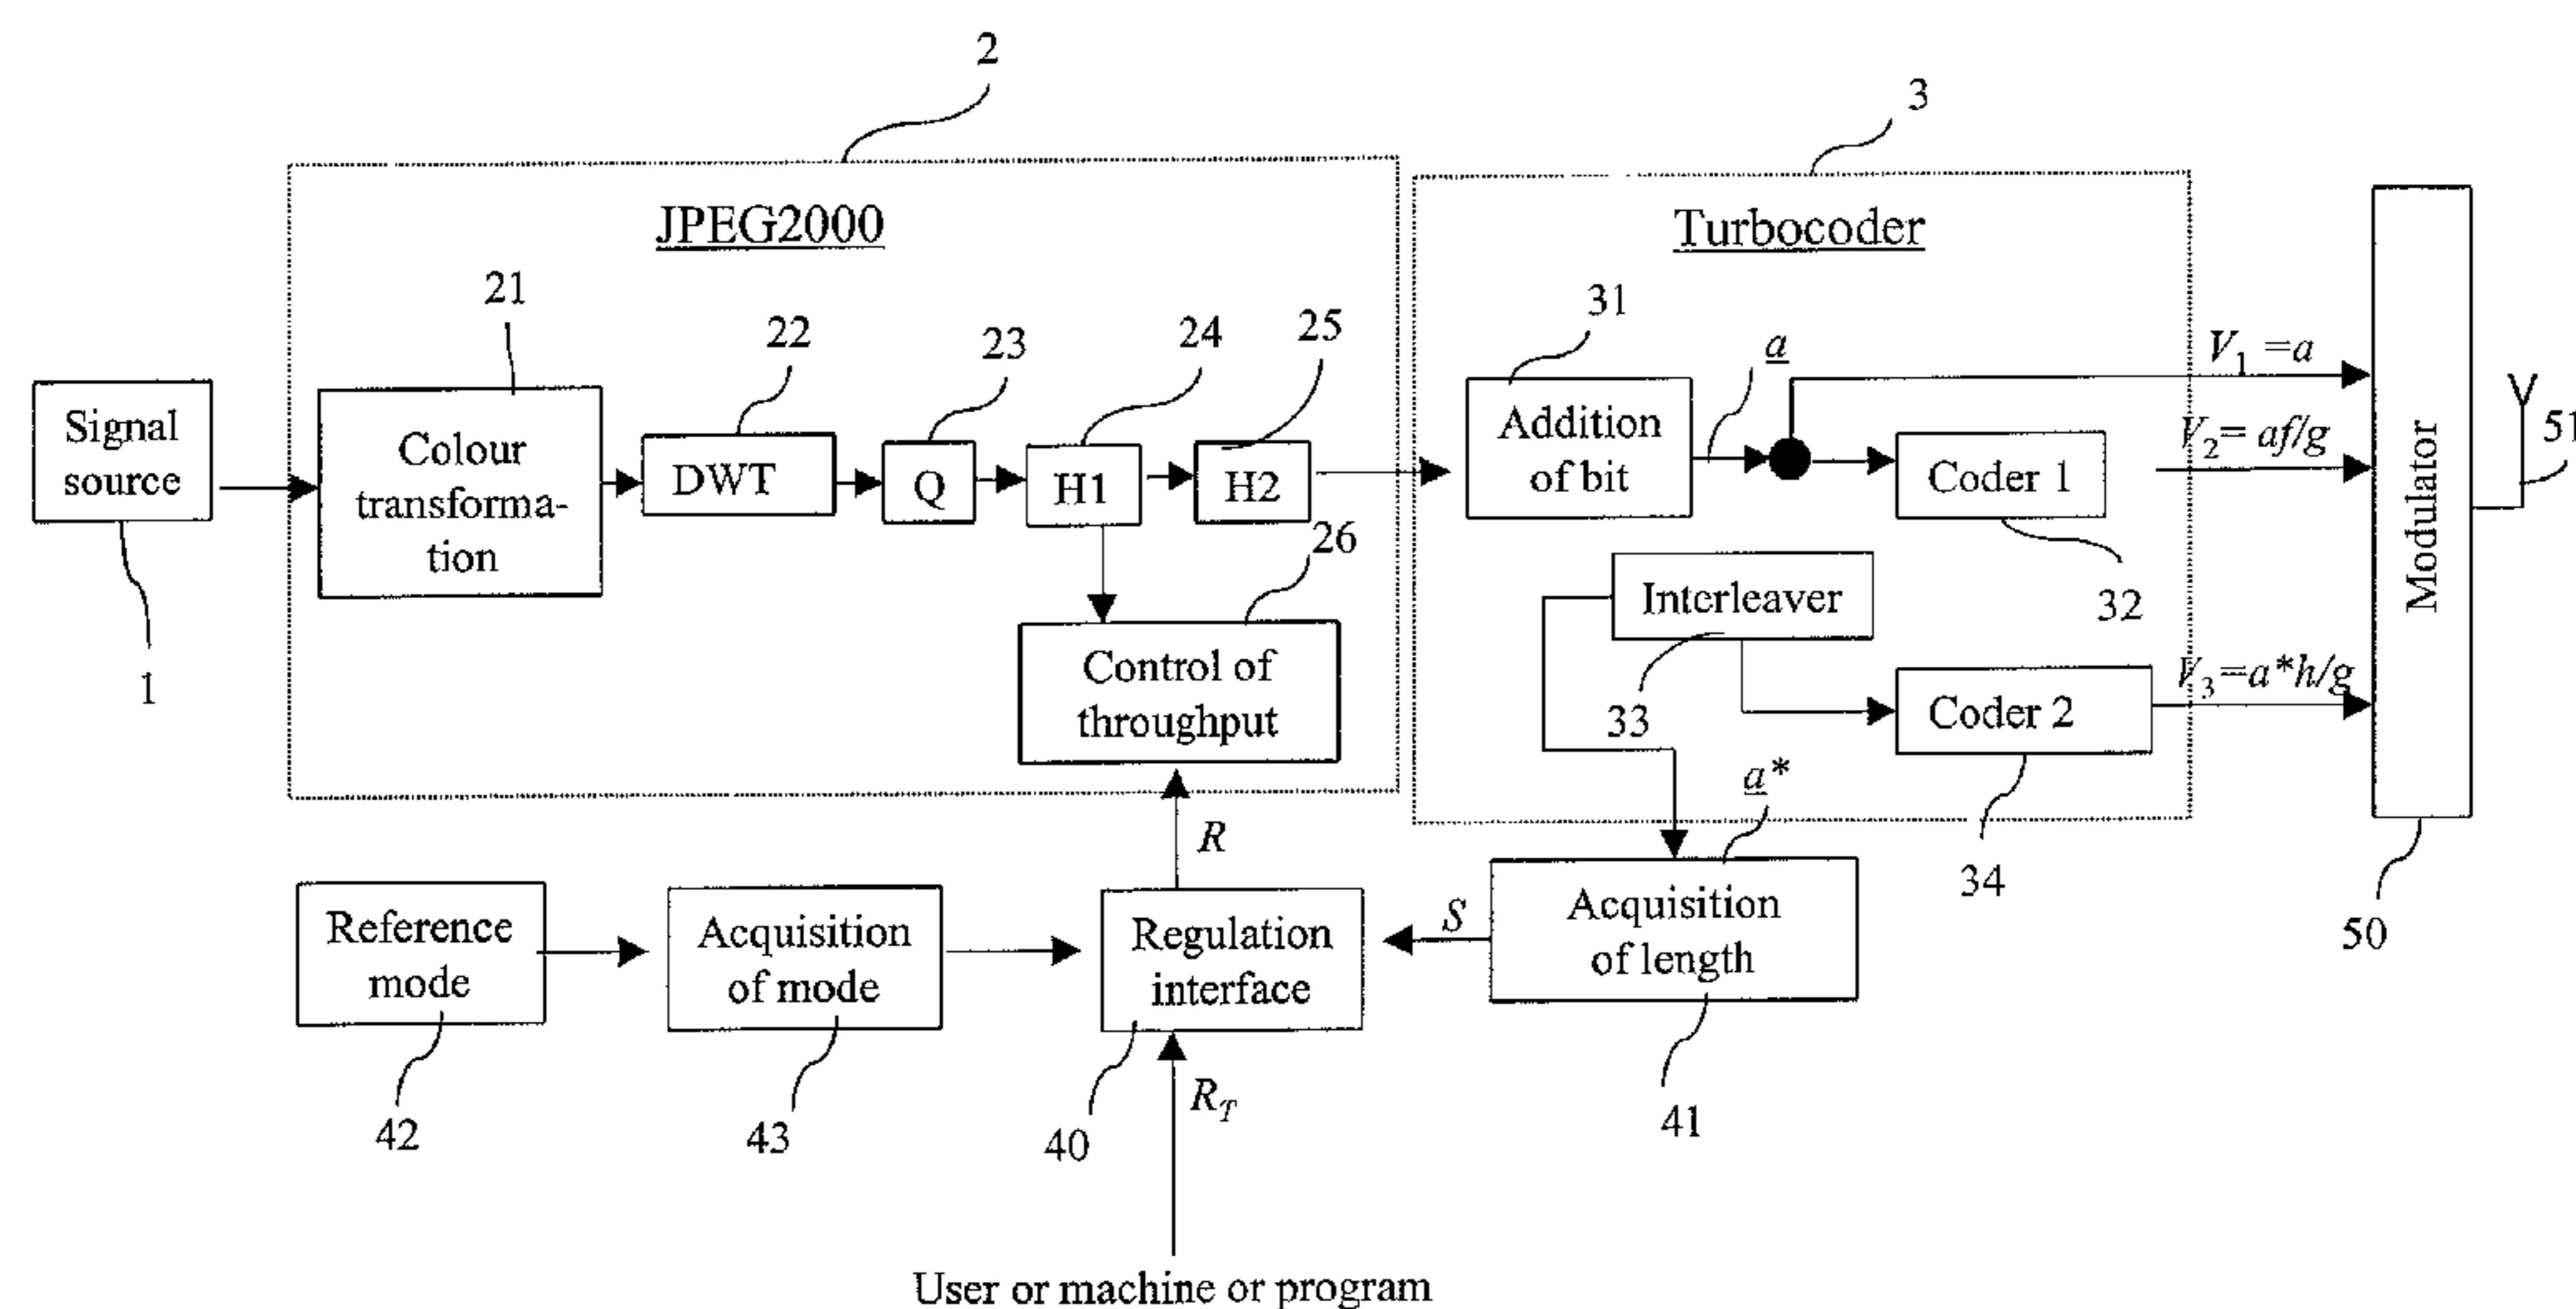 2
3
JPEG2000
Turbocoder
21
22
23
24
25
31
a
V1 =a
V2= af/g
51
Signal
source
Colour
transforma-
tion
DWT
Q
H1
H2
Addition
of bit
Coder 1
Modulator
26
Interleaver
32
1
Control of
throughput
33
Coder 2
V3=a*h/g
a*
R
34
50
Reference
mode
Acquisition
of mode
Regulation
interface
S
Acquisition
of length
42
43
40
RT
41
User or machine or program